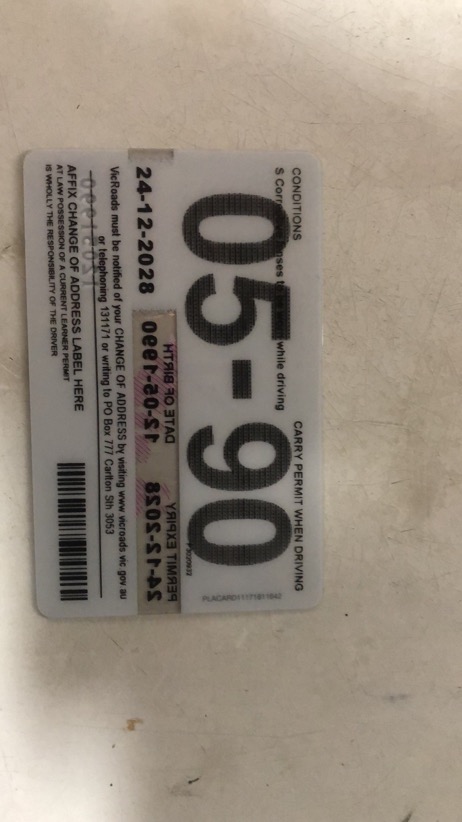 CONDITIONS
CARRY PERMIT WHEN DRIVING
S Corr
nses t
while driving
05-90
P3020972
PLACARD11171811642
DATE OF BIRTH
PERMIT EXPIRY
12-05-1990
24-12-2028
24-12-2028
VicRoads must be notified of your CHANGE OF ADDRESS by visiting www.vicroads.vic.gov.au
or telephoning 131171 or writing to PO Box 777 Carlton Sth 3053
AFFIX CHANGE OF ADDRESS LABEL HERE
AT LAW POSSESSION OF A CURRENT LEARNER PERMIT
IS WHOLLY THE RESPONSIBILITY OF THE DRIVER